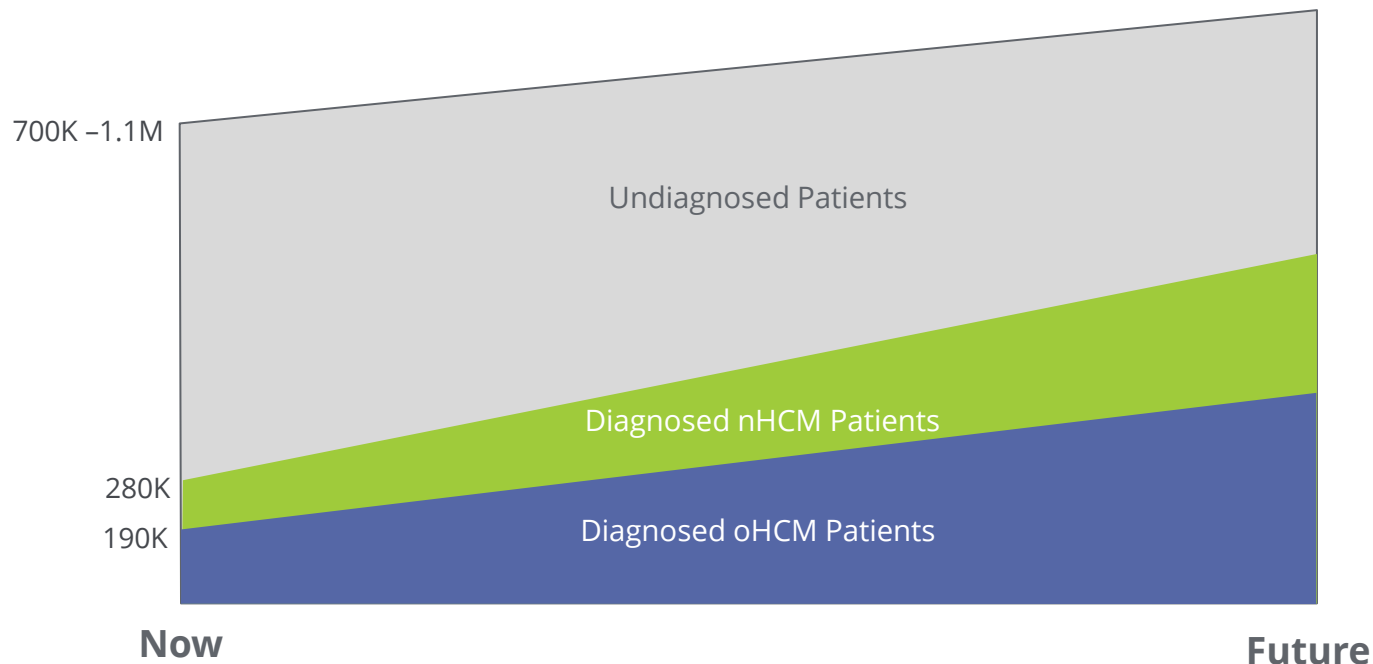 700K –1.1M
Undiagnosed Patients
Diagnosed nHCM Patients
280K
190K
Diagnosed oHCM Patients
Now
Future